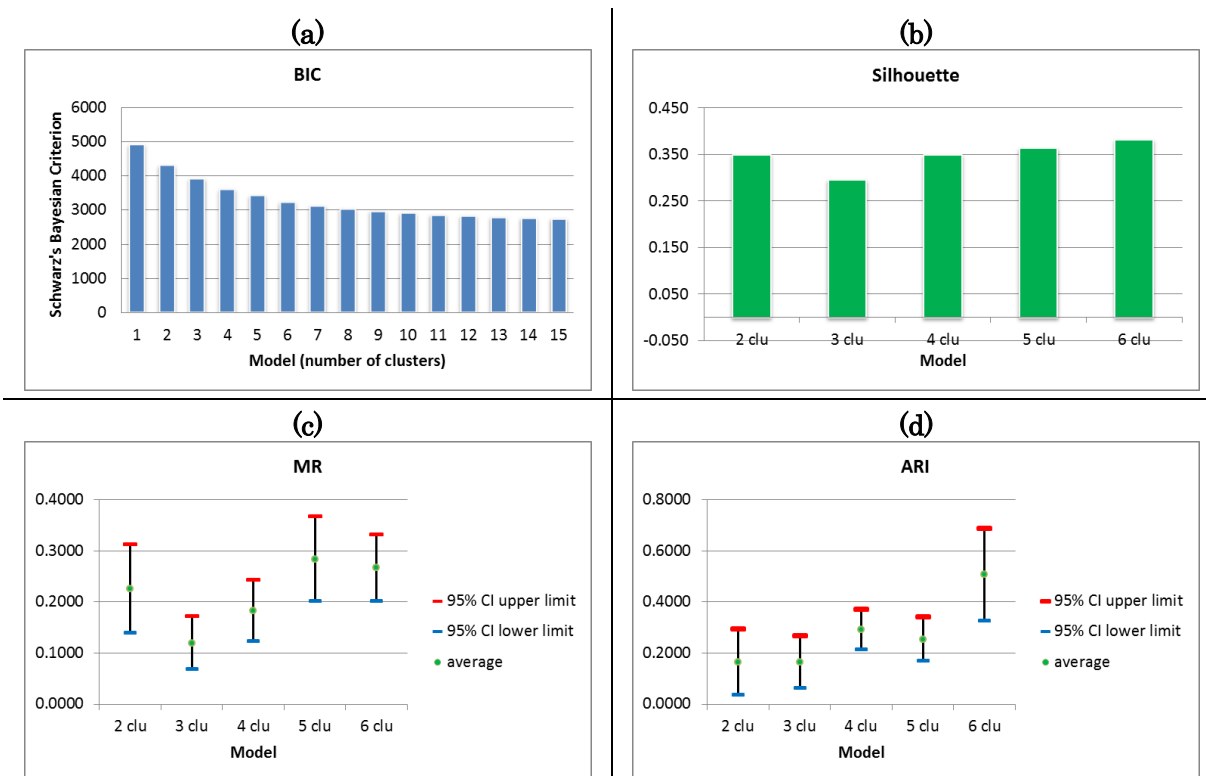 (a)
BIC
Schwarz's Bayesian Criterion
6000
5000
4000
3000
2000
1000
0
1 2 3 4 5 6 7 8 9 10 11 12 13 14 15
Model (number of clusters)
(b)
Silhouette
0.450
0.350
0.250
0.150
0.050
-0.050
2 clu 3 clu 4 clu 5 clu 6 clu
Model
(c)
MR
0.4000
0.3000
0.2000
0.1000
0.0000
2 clu 3 clu 4 clu 5 clu 6 clu
Model
95% CI upper limit
95% CI lower limit
average
(d)
ARI
0.8000
0.6000
0.4000
0.2000
0.0000
2 clu 3 clu 4 clu 5 clu 6 clu
Model
95% CI upper limit
95% CI lower limit
average